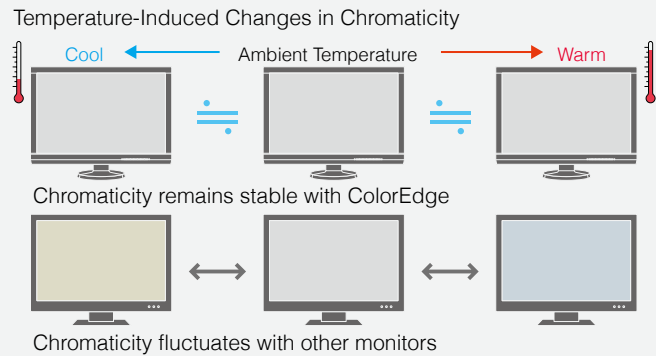 Temperature-Induced Changes in Chromaticity
Cool Ambient Temperature Warm
Chromaticity remains stable with ColorEdge
Chromaticity fluctuates with other monitors